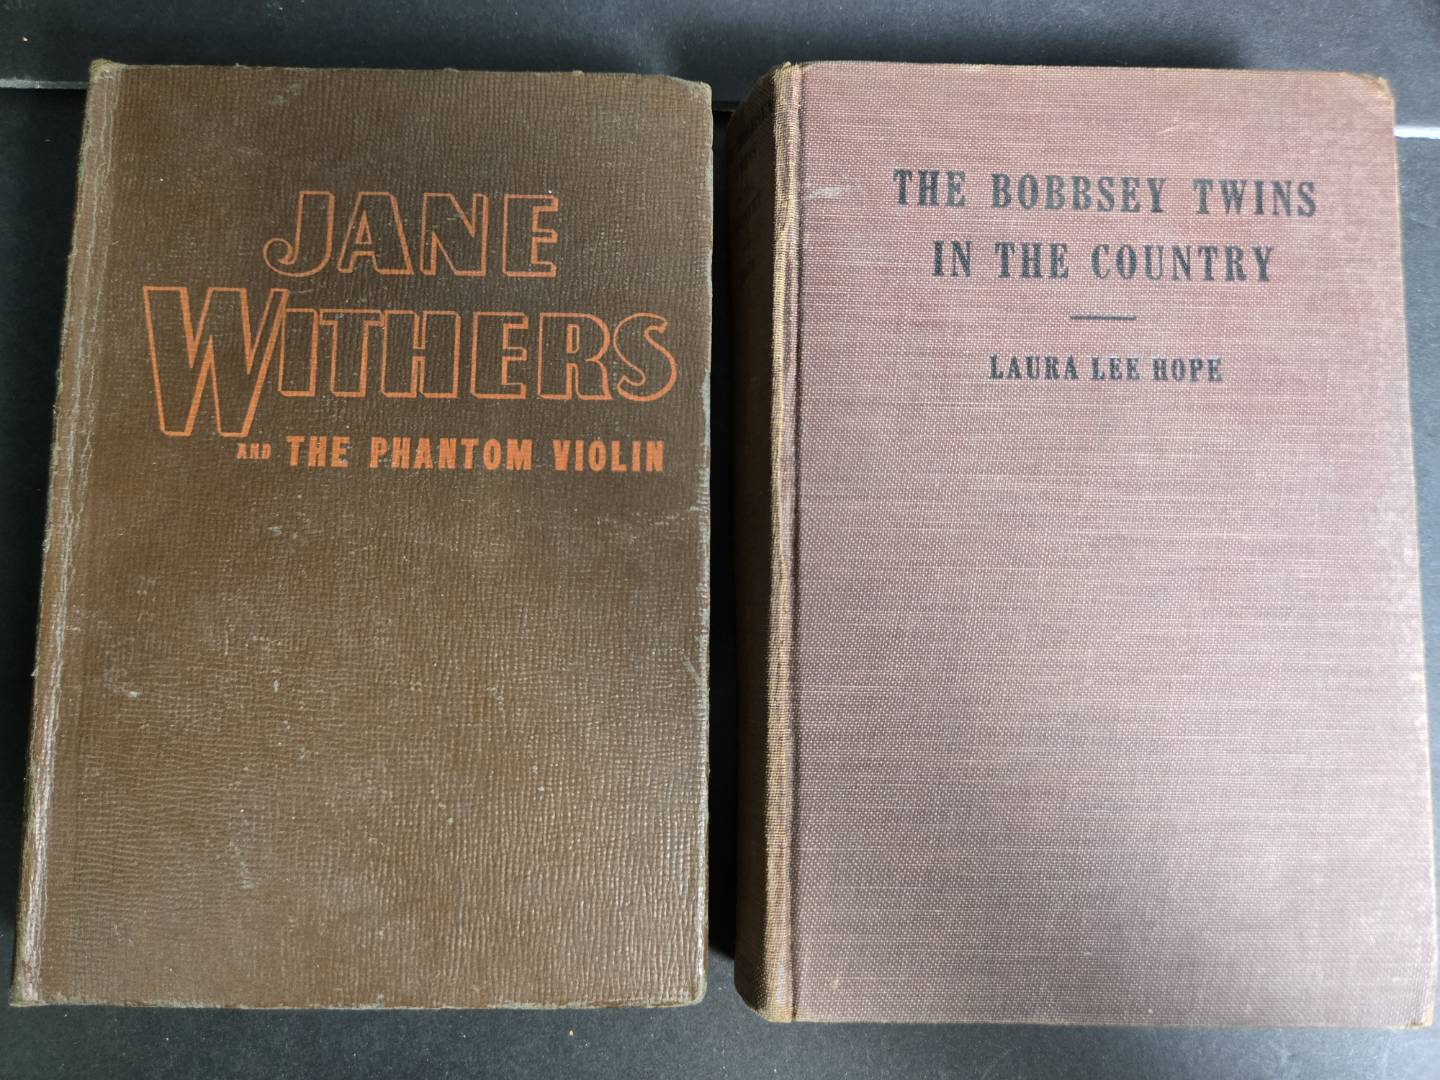 JANE
WITHERS
AND THE PHANTOM VIOLIN
THE BOBBSEY TWINS
IN THE COUNTRY
LAURA LEE HOPE